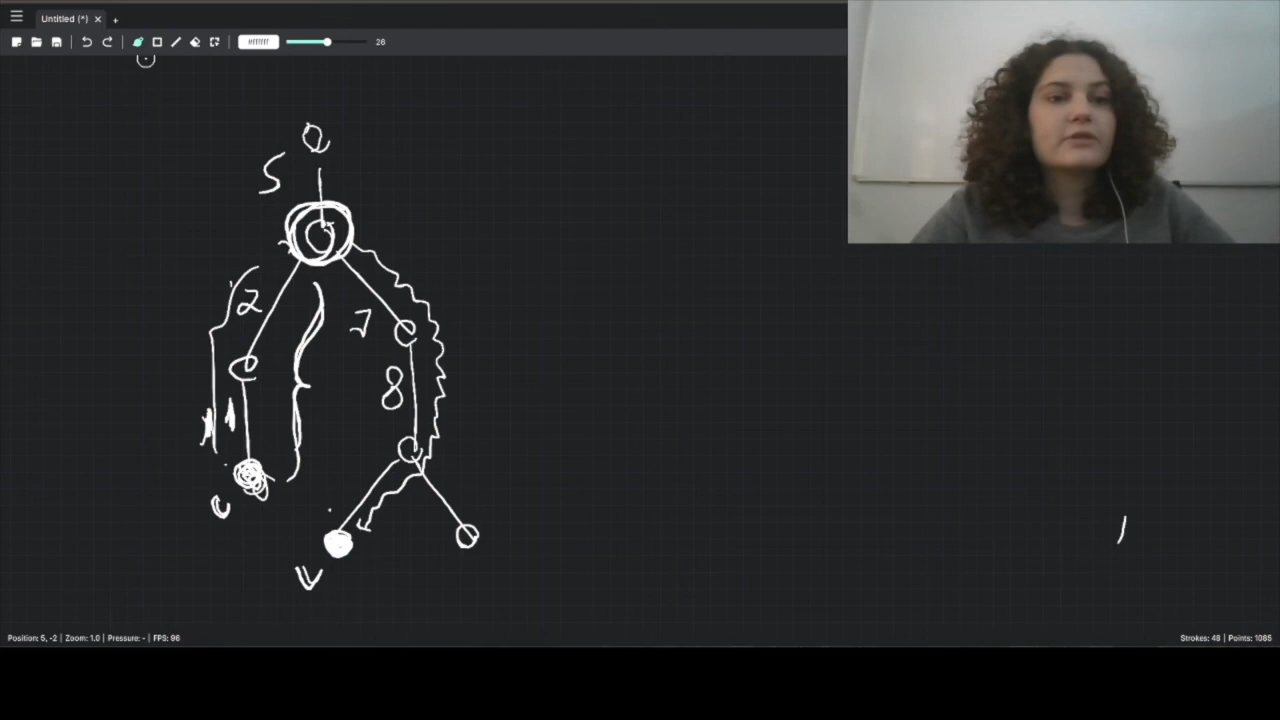 Untitled (*) × +
#FFFFFF 26
5
2
7
8
1
u
v
Position: 5, -2 | Zoom: 1.0 | Pressure: - | FPS: 96
Strokes: 48 | Points: 1085